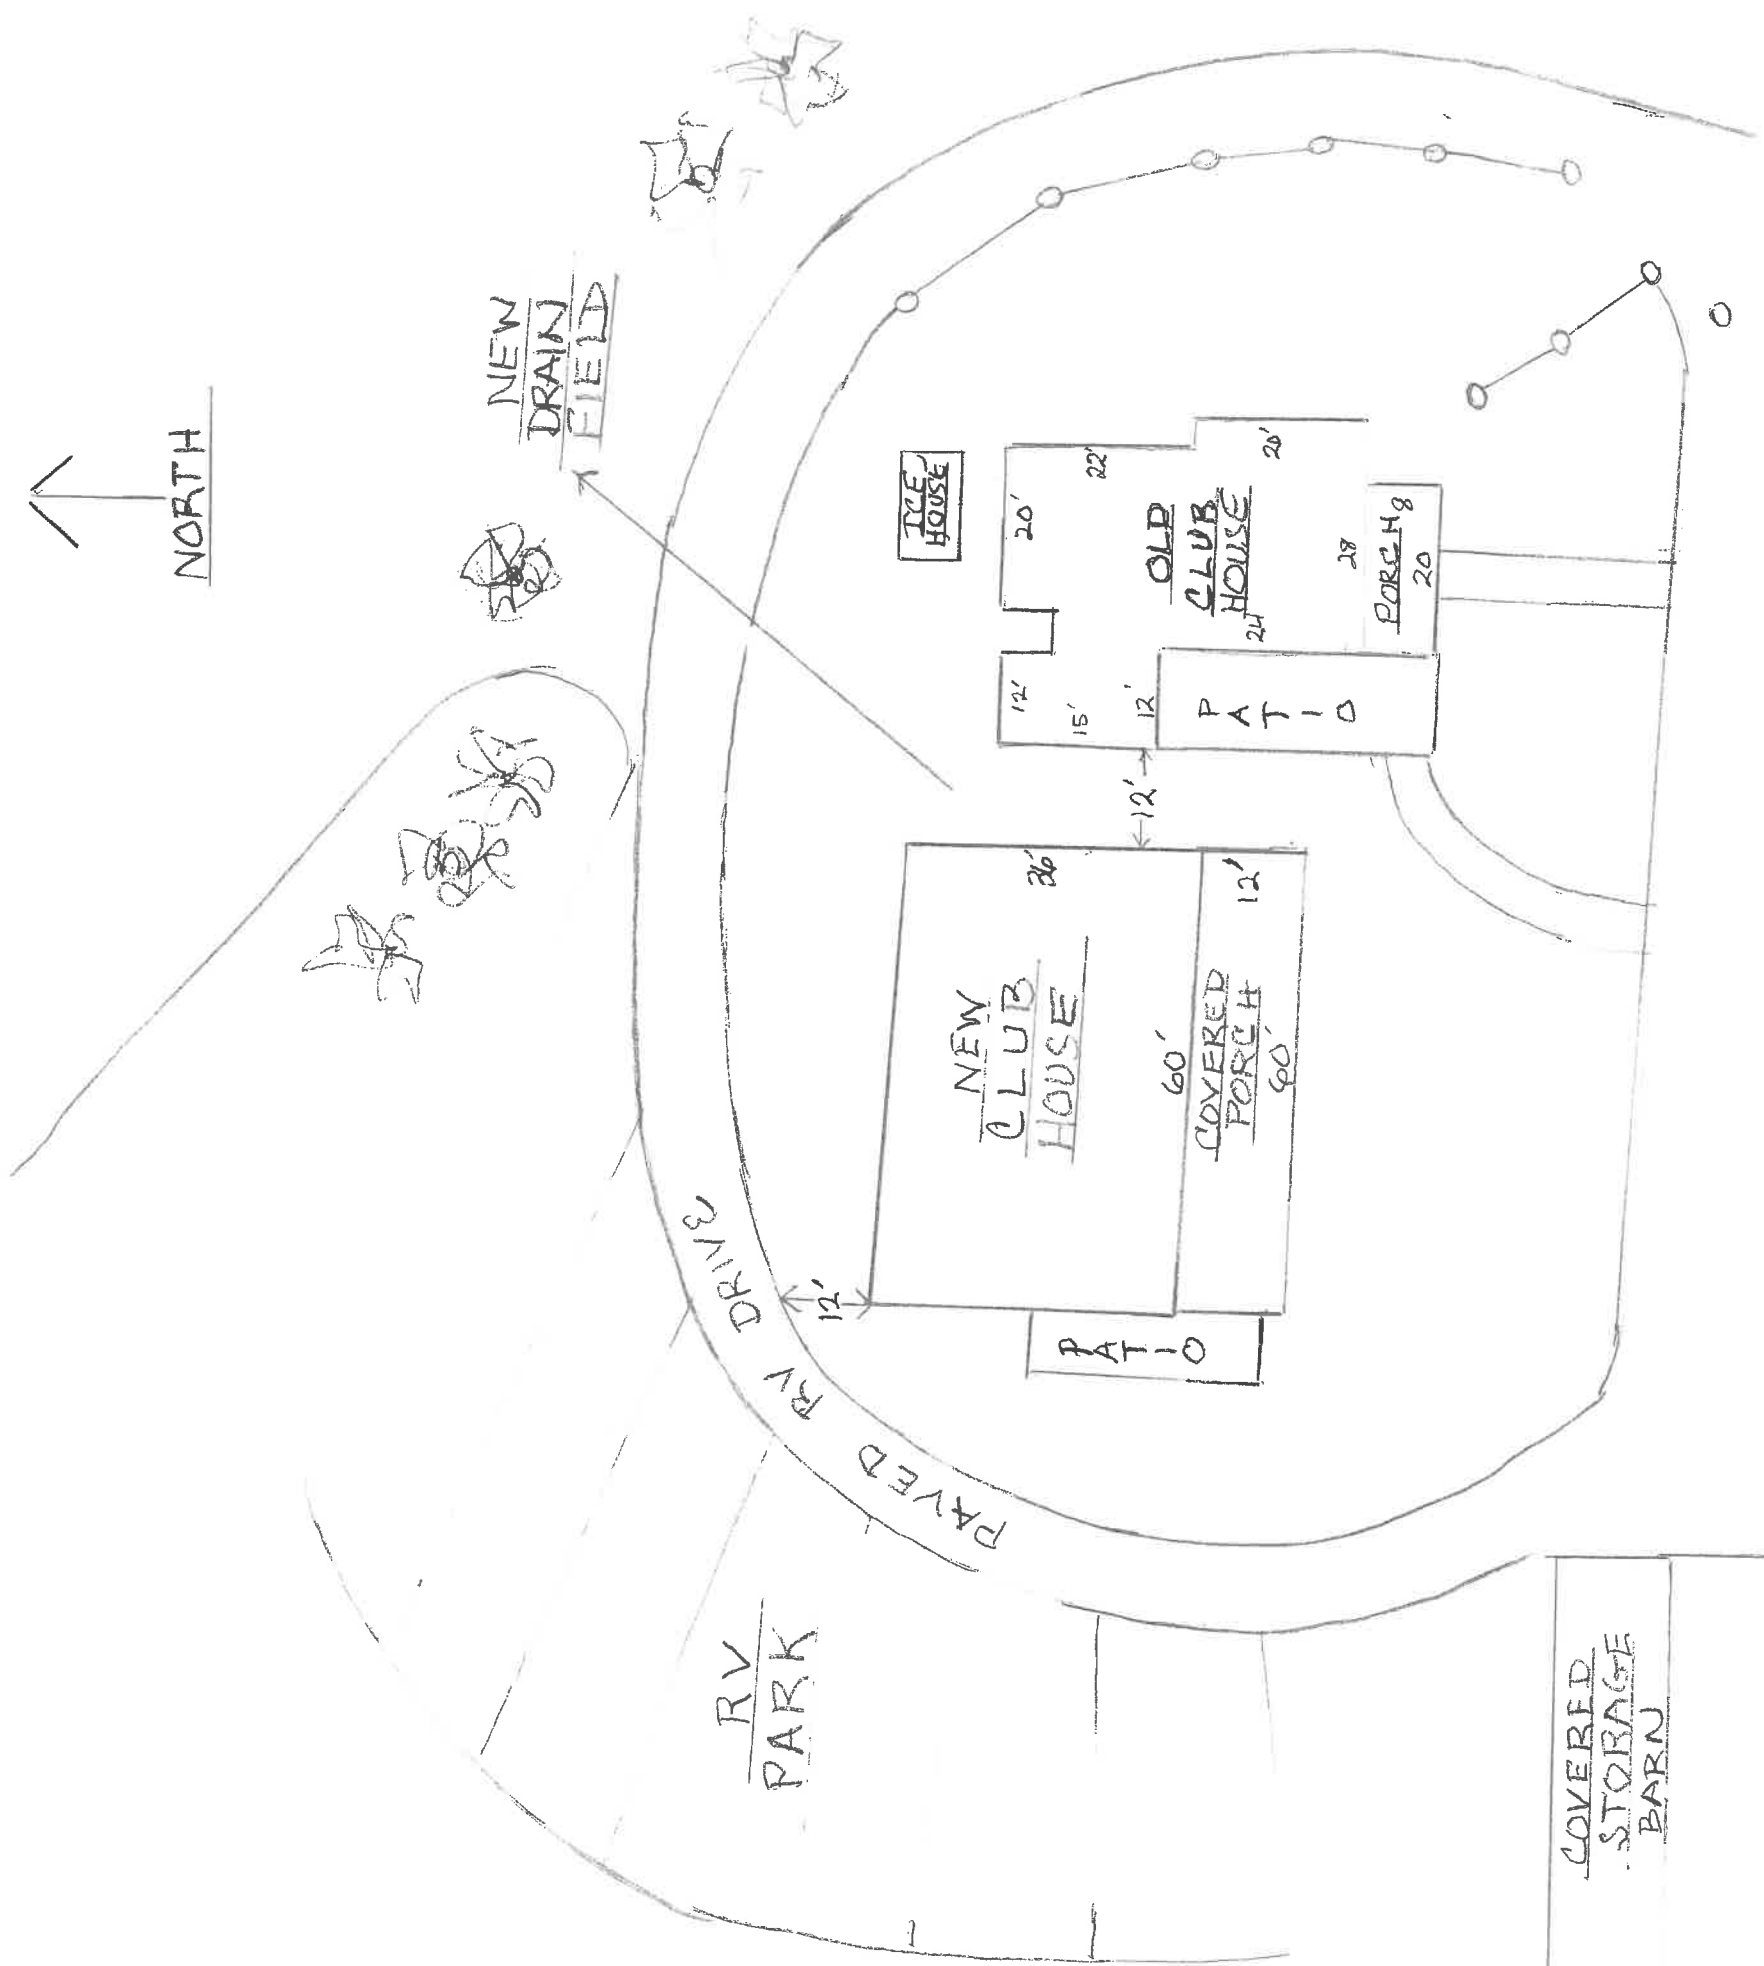 NORTH
NEW
DRAIN
FIELD
ICE
HOUSE
20'
22'
20'
OLD
CLUB
HOUSE
12'
15'
12'
24'
28
PORCH 8
20
PATIO
12'
NEW
CLUB
HOUSE
36'
60'
COVERED
PORCH
12'
60'
PATIO
12'
PAVED RV DRIVE
RV
PARK
COVERED
STORAGE
BARN